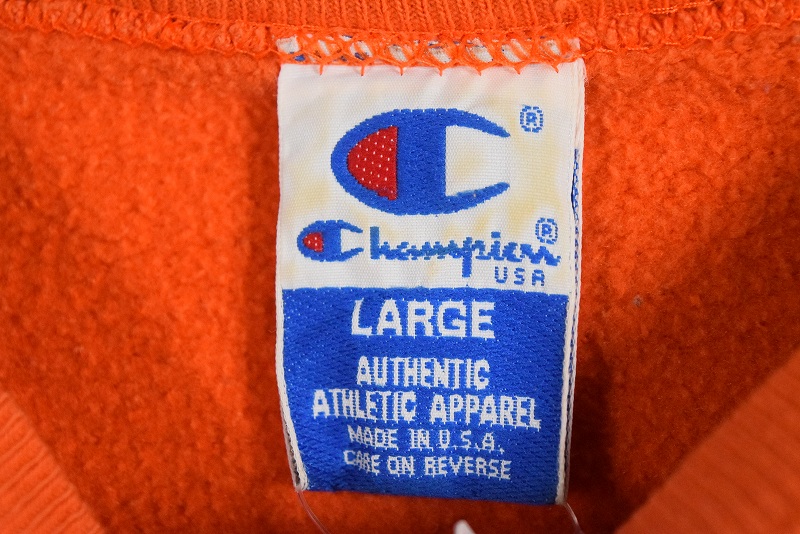 ®
Champion®
USA
LARGE
AUTHENTIC
ATHLETIC APPAREL
MADE IN U.S.A.
CARE ON REVERSE